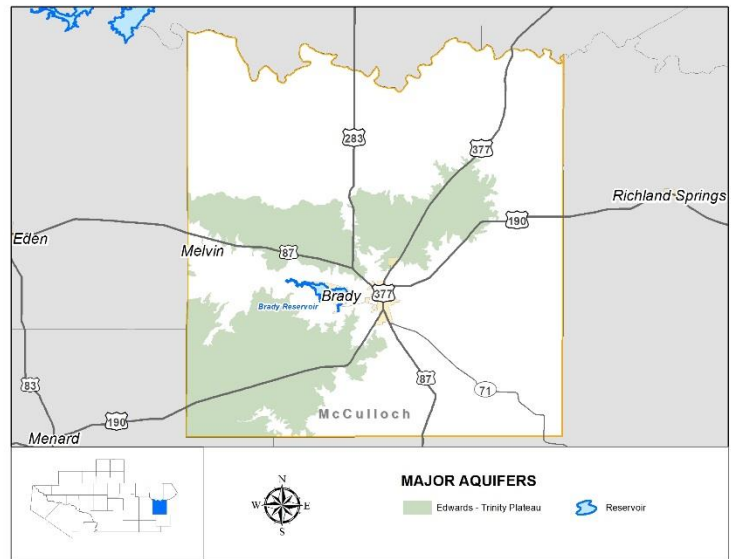 283
377
Richland Springs
190
Eden
Melvin
87
Brady
377
Brady Reservoir
83
87
71
McCulloch
190
Menard
N
W
E
S
MAJOR AQUIFERS
Edwards - Trinity Plateau
Reservoir